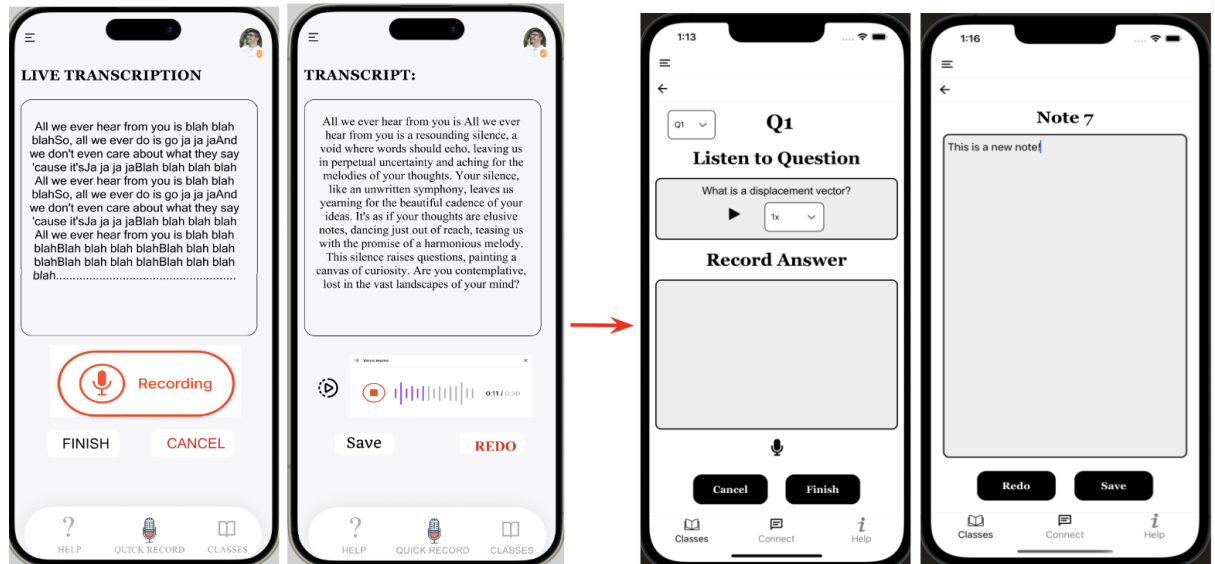 LIVE TRANSCRIPTION
All we ever hear from you is blah blah
blahSo, all we ever do is go ja ja jaAnd
we don't even care about what they say
'cause it'sJa ja ja jaBlah blah blah blah
All we ever hear from you is blah blah
blahSo, all we ever do is go ja ja jaAnd
we don't even care about what they say
'cause it'sJa ja ja jaBlah blah blah blah
All we ever hear from you is blah blah
blahBlah blah blah blahBlah blah blah
blahBlah blah blah blahBlah blah blah
blah..................................................
Recording
FINISH
CANCEL
HELP
QUICK RECORD
CLASSES
TRANSCRIPT:
All we ever hear from you is All we ever
hear from you is a resounding silence, a
void where words should echo, leaving us
in perpetual uncertainty and aching for the
melodies of your thoughts. Your silence,
like an unwritten symphony, leaves us
yearning for the beautiful cadence of your
ideas. It's as if your thoughts are elusive
notes, dancing just out of reach, teasing us
with the promise of a harmonious melody.
This silence raises questions, painting a
canvas of curiosity. Are you contemplative,
lost in the vast landscapes of your mind?
Voice memo
0:11 / 0:30
Save
REDO
HELP
QUICK RECORD
CLASSES
1:13
Q1
Q1
Listen to Question
What is a displacement vector?
1x
Record Answer
Cancel
Finish
Classes
Connect
Help
1:16
Note 7
This is a new note!
Redo
Save
Classes
Connect
Help